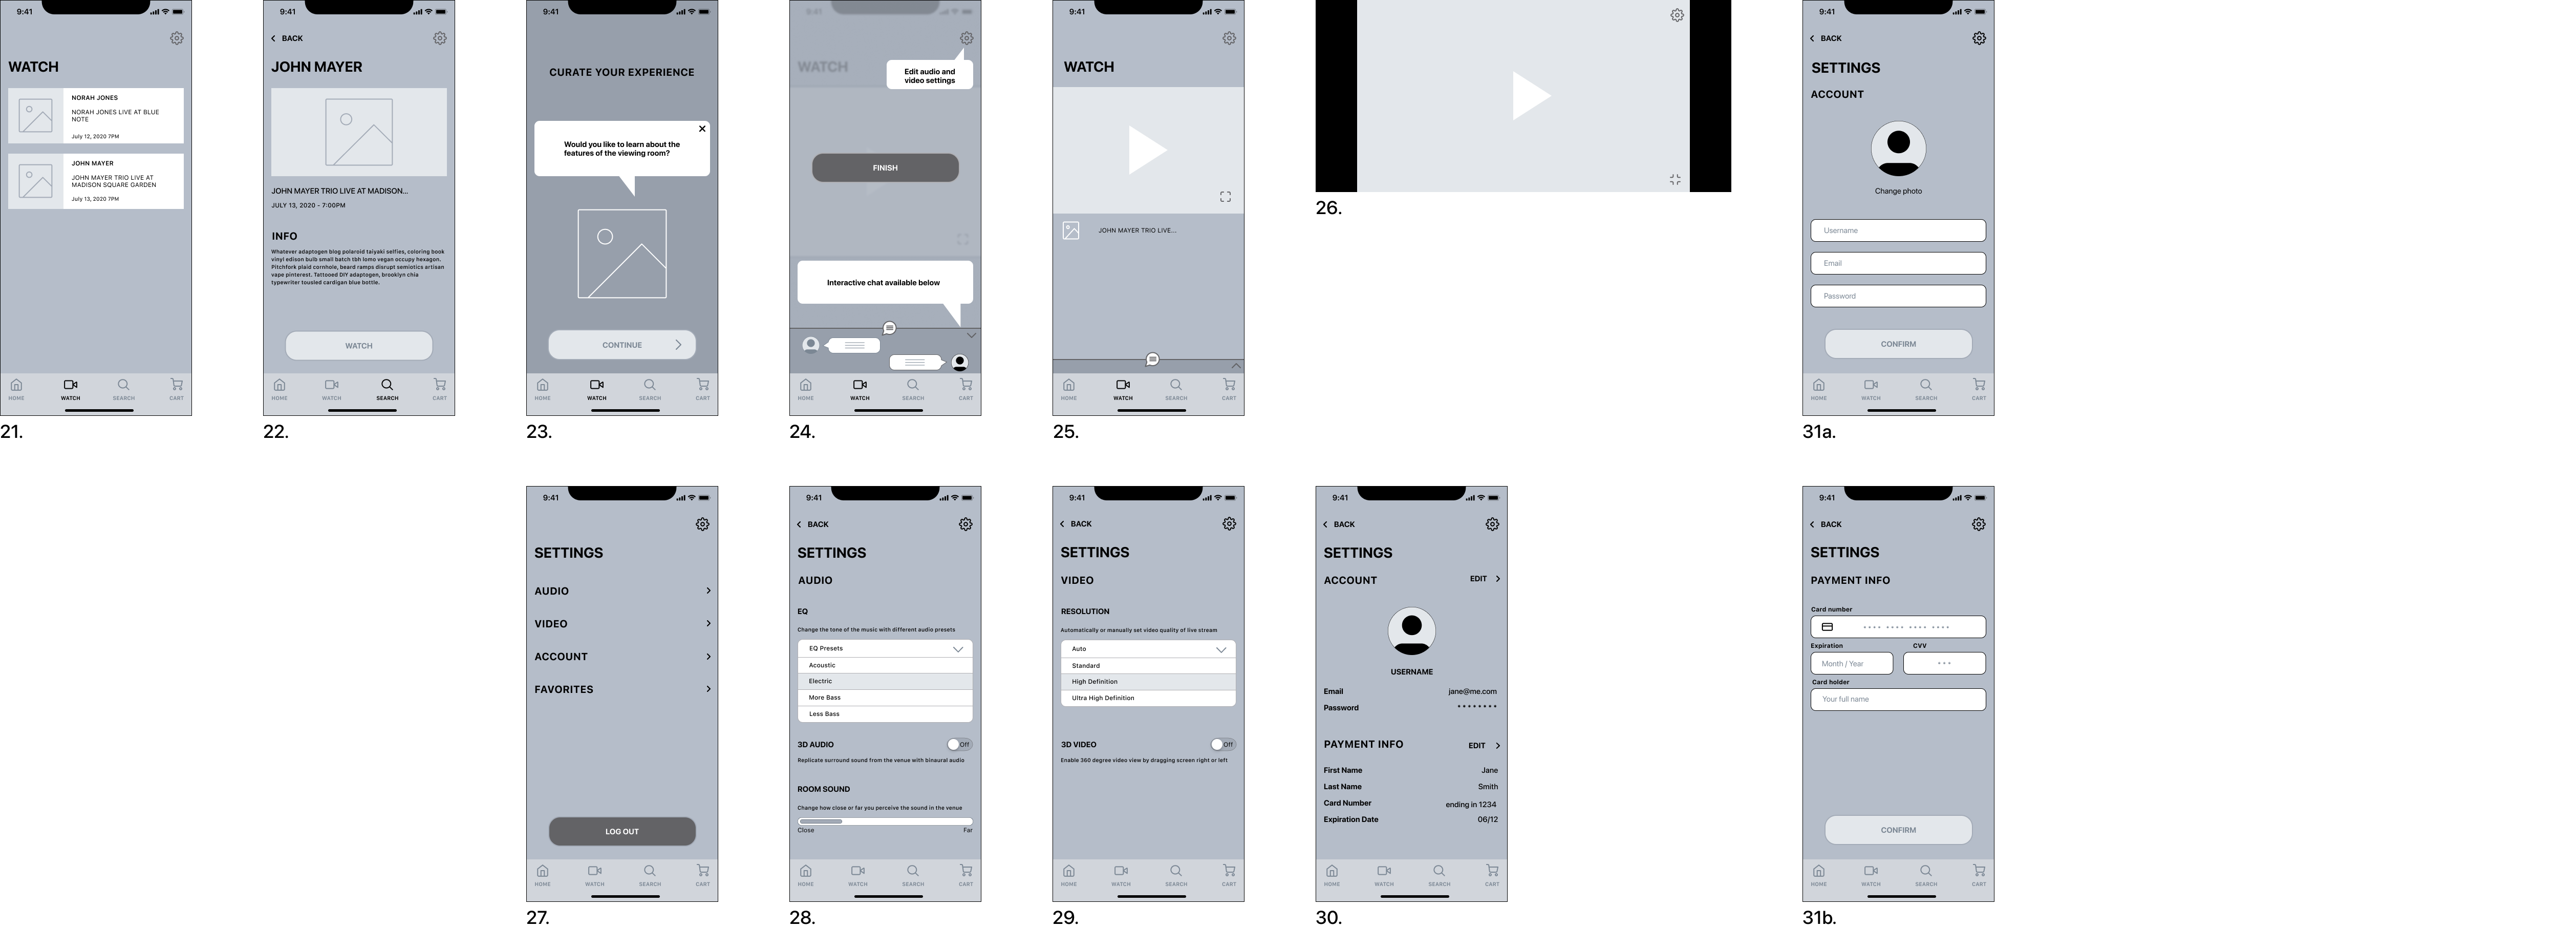 9:41
WATCH
NORAH JONES
NORAH JONES LIVE AT BLUE
NOTE
July 12, 2020 7PM
JOHN MAYER
JOHN MAYER TRIO LIVE AT
MADISON SQUARE GARDEN
July 13, 2020 7PM
HOME WATCH SEARCH CART
21.
9:41
BACK
JOHN MAYER
JOHN MAYER TRIO LIVE AT MADISON...
JULY 13, 2020 - 7:00PM
INFO
Whatever adaptogen blog polaroid taiyaki selfies, coloring book
vinyl edison bulb small batch tbh lomo vegan occupy hexagon.
Pitchfork plaid cornhole, beard ramps disrupt semiotics artisan
vape pinterest. Tattooed DIY adaptogen, brooklyn chia
typewriter tousled cardigan blue bottle.
WATCH
HOME WATCH SEARCH CART
22.
9:41
CURATE YOUR EXPERIENCE
Would you like to learn about the
features of the viewing room?
CONTINUE
HOME WATCH SEARCH CART
23.
9:41
WATCH
Edit audio and
video settings
FINISH
Interactive chat available below
HOME WATCH SEARCH CART
24.
9:41
WATCH
JOHN MAYER TRIO LIVE...
HOME WATCH SEARCH CART
25.
26.
9:41
BACK
SETTINGS
ACCOUNT
Change photo
Username
Email
Password
CONFIRM
HOME WATCH SEARCH CART
31a.
9:41
SETTINGS
AUDIO
VIDEO
ACCOUNT
FAVORITES
LOG OUT
HOME WATCH SEARCH CART
27.
9:41
BACK
SETTINGS
AUDIO
EQ
Change the tone of the music with different audio presets
EQ Presets
Acoustic
Electric
More Bass
Less Bass
3D AUDIO Off
Replicate surround sound from the venue with binaural audio
ROOM SOUND
Change how close or far you perceive the sound in the venue
Close Far
HOME WATCH SEARCH CART
28.
9:41
BACK
SETTINGS
VIDEO
RESOLUTION
Automatically or manually set video quality of live stream
Auto
Standard
High Definition
Ultra High Definition
3D VIDEO Off
Enable 360 degree video view by dragging screen right or left
HOME WATCH SEARCH CART
29.
9:41
BACK
SETTINGS
ACCOUNT EDIT
USERNAME
Email jane@me.com
Password ••••••••
PAYMENT INFO EDIT
First Name Jane
Last Name Smith
Card Number ending in 1234
Expiration Date 06/12
HOME WATCH SEARCH CART
30.
9:41
BACK
SETTINGS
PAYMENT INFO
Card number
•••• •••• •••• ••••
Expiration CVV
Month / Year •••
Card holder
Your full name
CONFIRM
HOME WATCH SEARCH CART
31b.